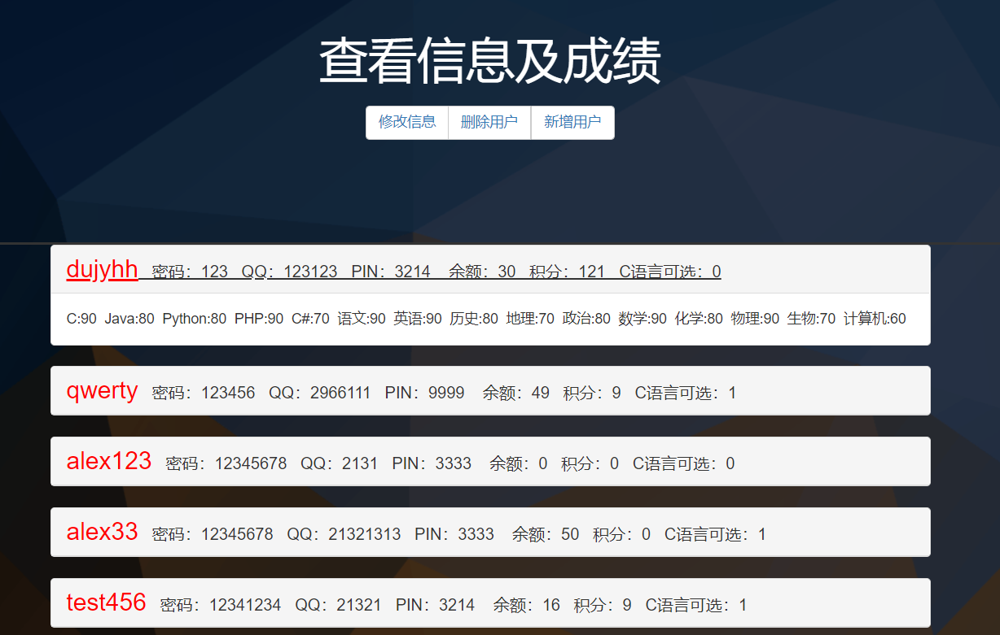 查看信息及成绩
修改信息 删除用户 新增用户
dujyhh 密码：123 QQ：123123 PIN：3214 余额：30 积分：121 C语言可选：0
C:90 Java:80 Python:80 PHP:90 C#:70 语文:90 英语:90 历史:80 地理:70 政治:80 数学:90 化学:80 物理:90 生物:70 计算机:60
qwerty 密码：123456 QQ：2966111 PIN：9999 余额：49 积分：9 C语言可选：1
alex123 密码：12345678 QQ：2131 PIN：3333 余额：0 积分：0 C语言可选：0
alex33 密码：12345678 QQ：21321313 PIN：3333 余额：50 积分：0 C语言可选：1
test456 密码：12341234 QQ：21321 PIN：3214 余额：16 积分：9 C语言可选：1